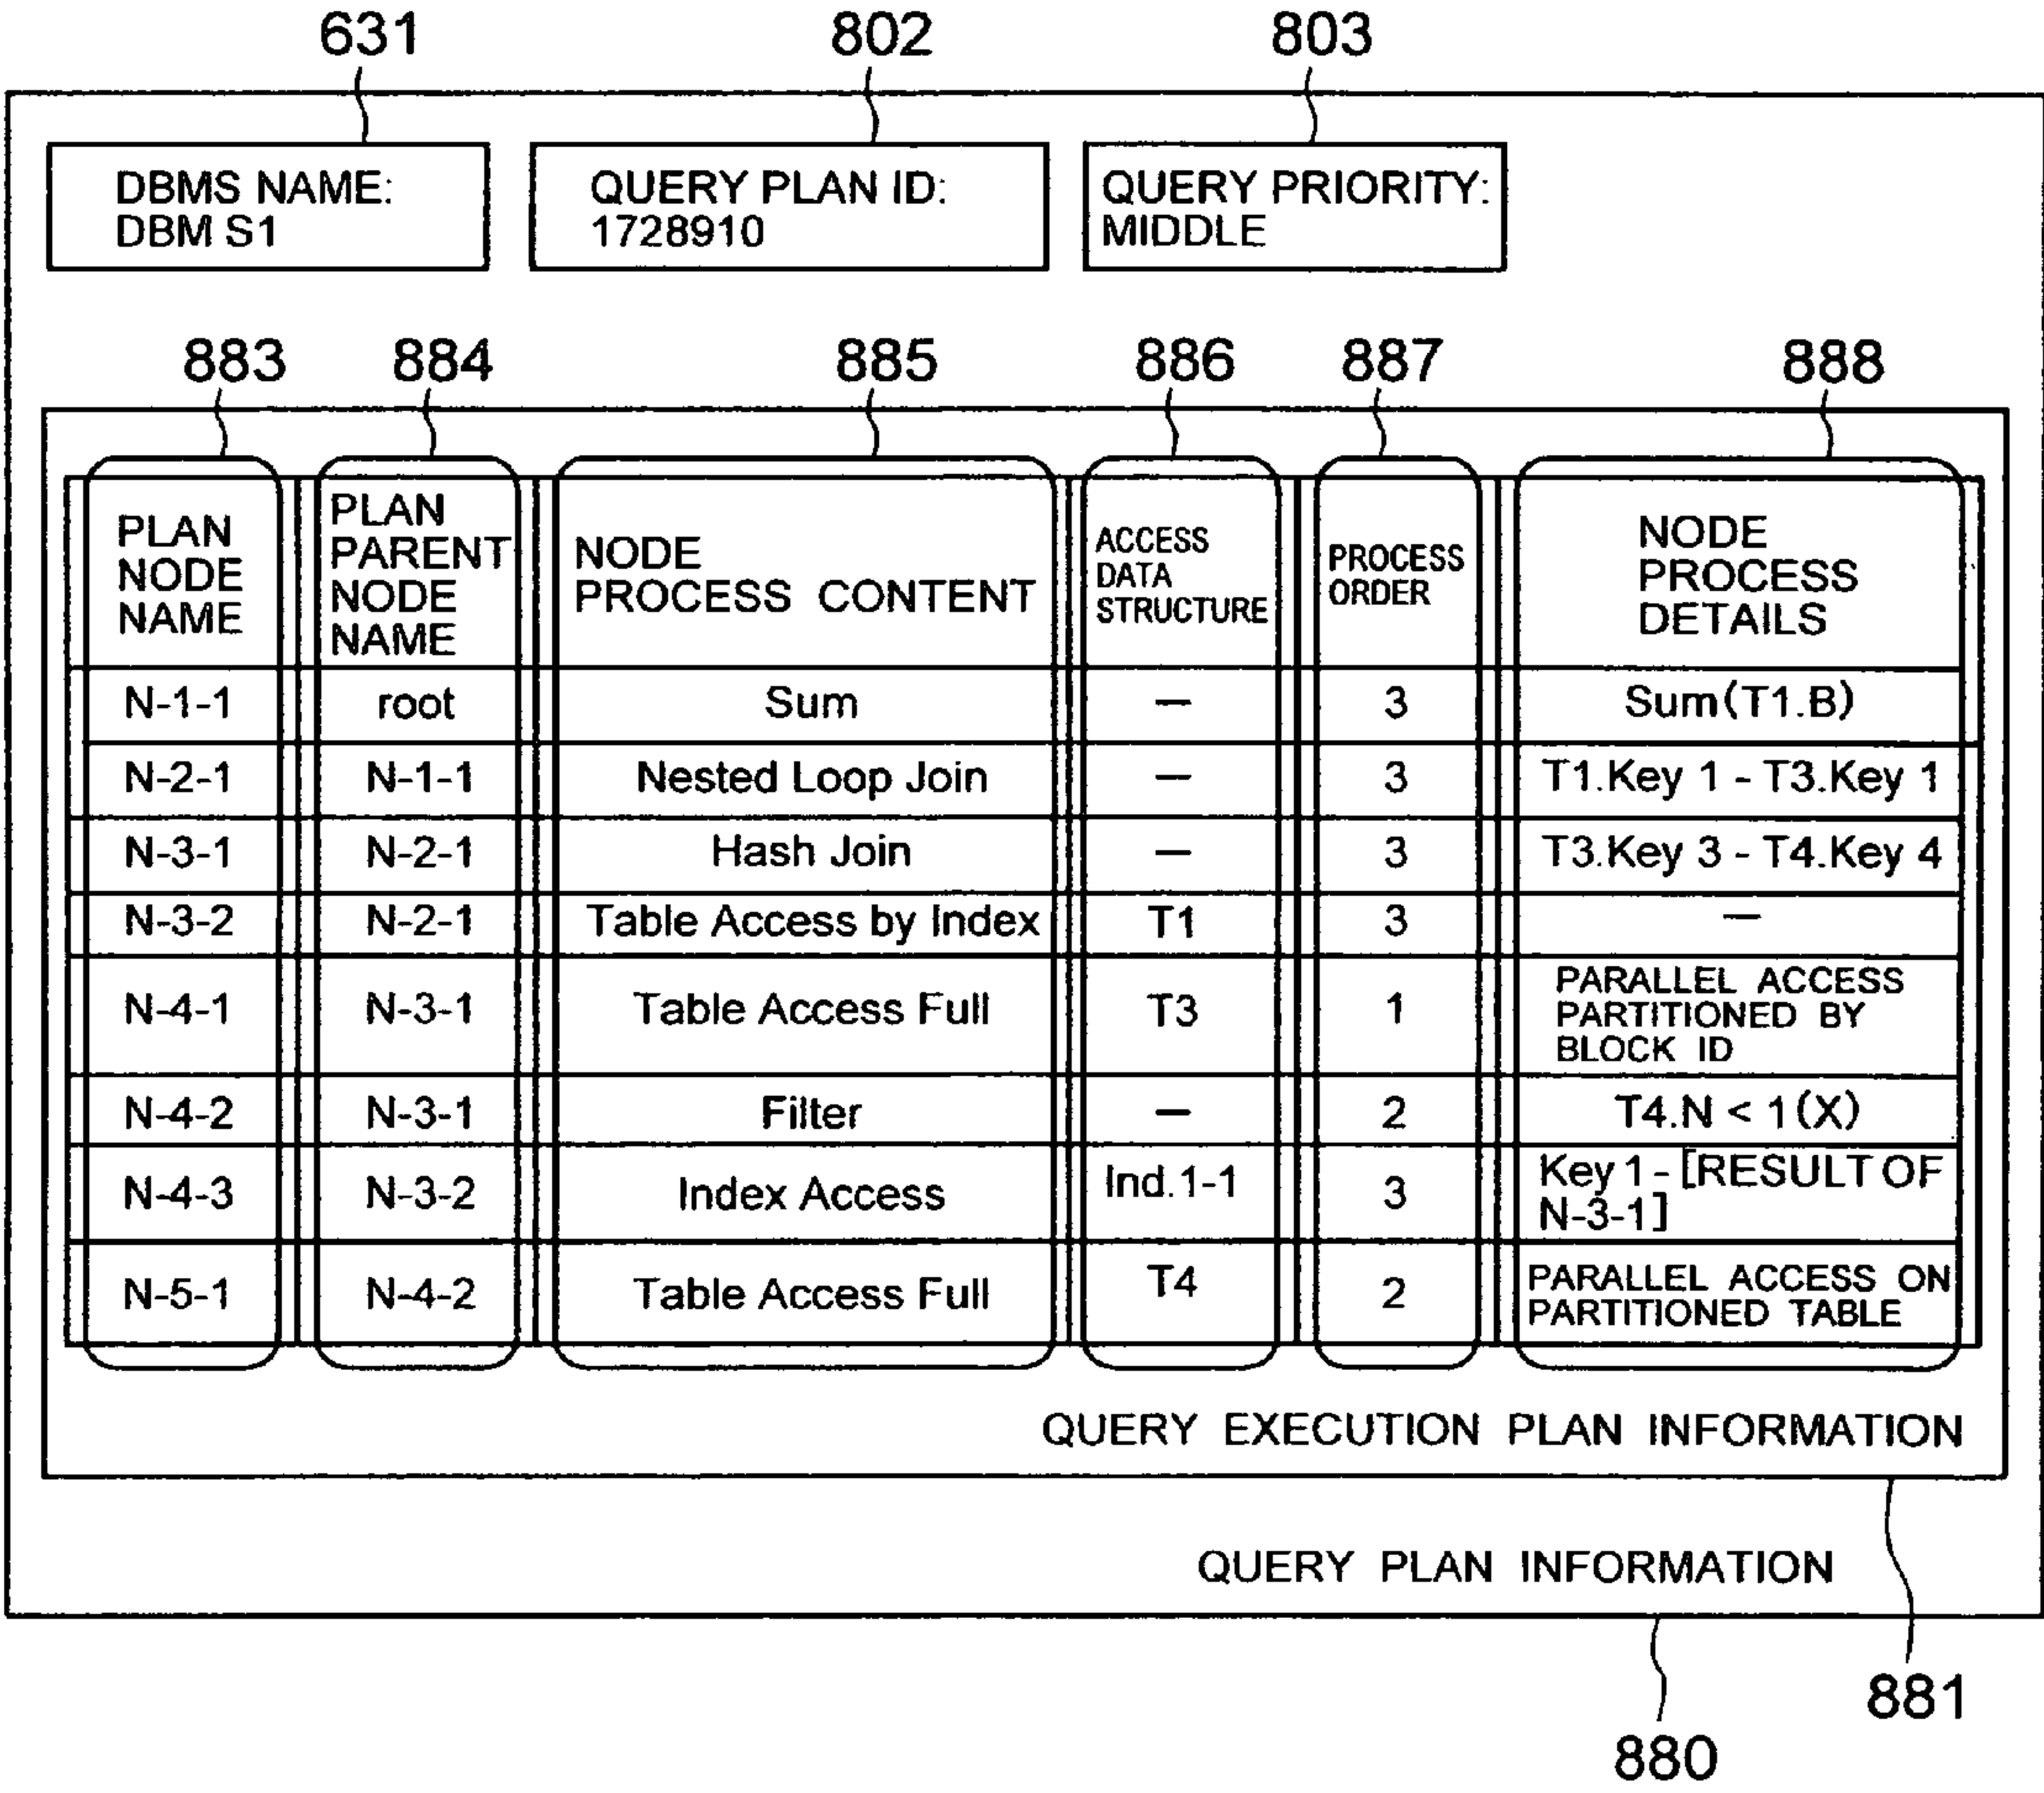 631 802 803
DBMS NAME:
DBM S1
QUERY PLAN ID:
1728910
QUERY PRIORITY:
MIDDLE
883 884 885 886 887 888
PLAN
NODE
NAME
PLAN
PARENT
NODE
NAME
NODE
PROCESS CONTENT
ACCESS
DATA
STRUCTURE
PROCESS
ORDER
NODE
PROCESS
DETAILS
N-1-1 root Sum — 3 Sum(T1.B)
N-2-1 N-1-1 Nested Loop Join — 3 T1.Key 1 - T3.Key 1
N-3-1 N-2-1 Hash Join — 3 T3.Key 3 - T4.Key 4
N-3-2 N-2-1 Table Access by Index T1 3 —
N-4-1 N-3-1 Table Access Full T3 1
PARALLEL ACCESS
PARTITIONED BY
BLOCK ID
N-4-2 N-3-1 Filter — 2 T4.N < 1(X)
N-4-3 N-3-2 Index Access Ind.1-1 3
Key 1 - [RESULT OF
N-3-1]
N-5-1 N-4-2 Table Access Full T4 2
PARALLEL ACCESS ON
PARTITIONED TABLE
QUERY EXECUTION PLAN INFORMATION
QUERY PLAN INFORMATION
881
880